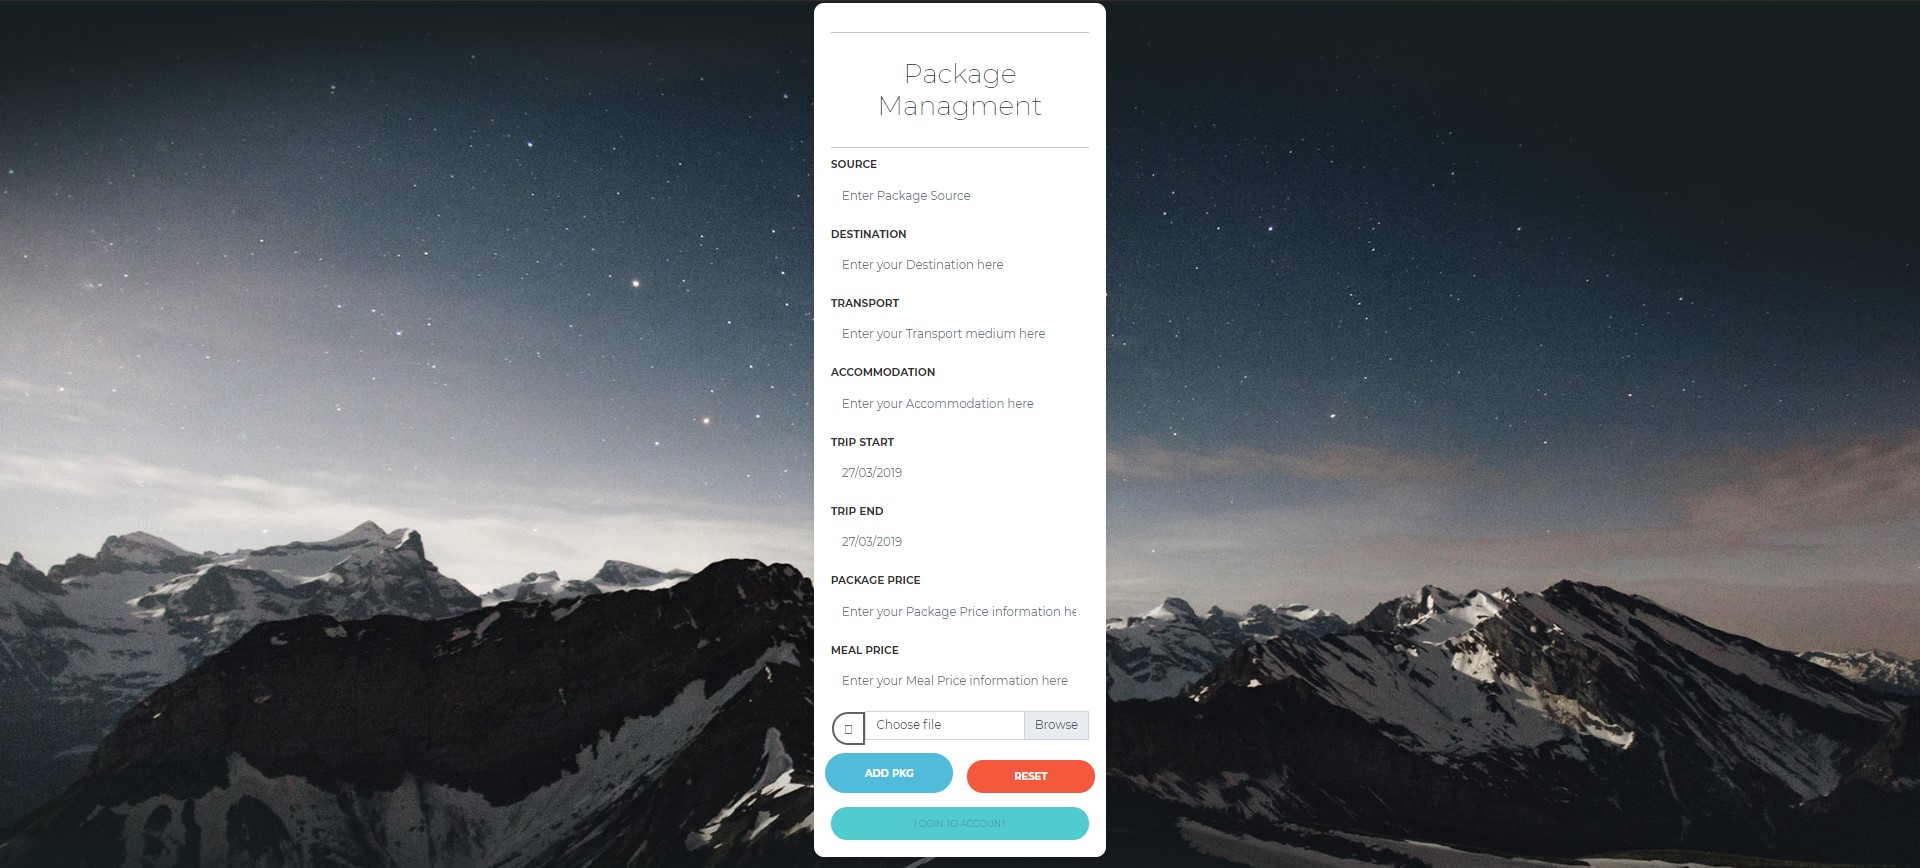 Package
Managment
SOURCE
Enter Package Source
DESTINATION
Enter your Destination here
TRANSPORT
Enter your Transport medium here
ACCOMMODATION
Enter your Accommodation here
TRIP START
27/03/2019
TRIP END
27/03/2019
PACKAGE PRICE
Enter your Package Price information he
MEAL PRICE
Enter your Meal Price information here
Choose file Browse
ADD PKG RESET
LOGIN TO ACCOUNT